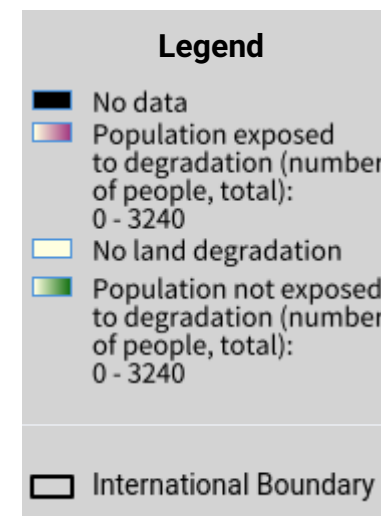 Legend
No data
Population exposed
to degradation (number
of people, total):
0 - 3240
No land degradation
Population not exposed
to degradation (number
of people, total):
0 - 3240
International Boundary